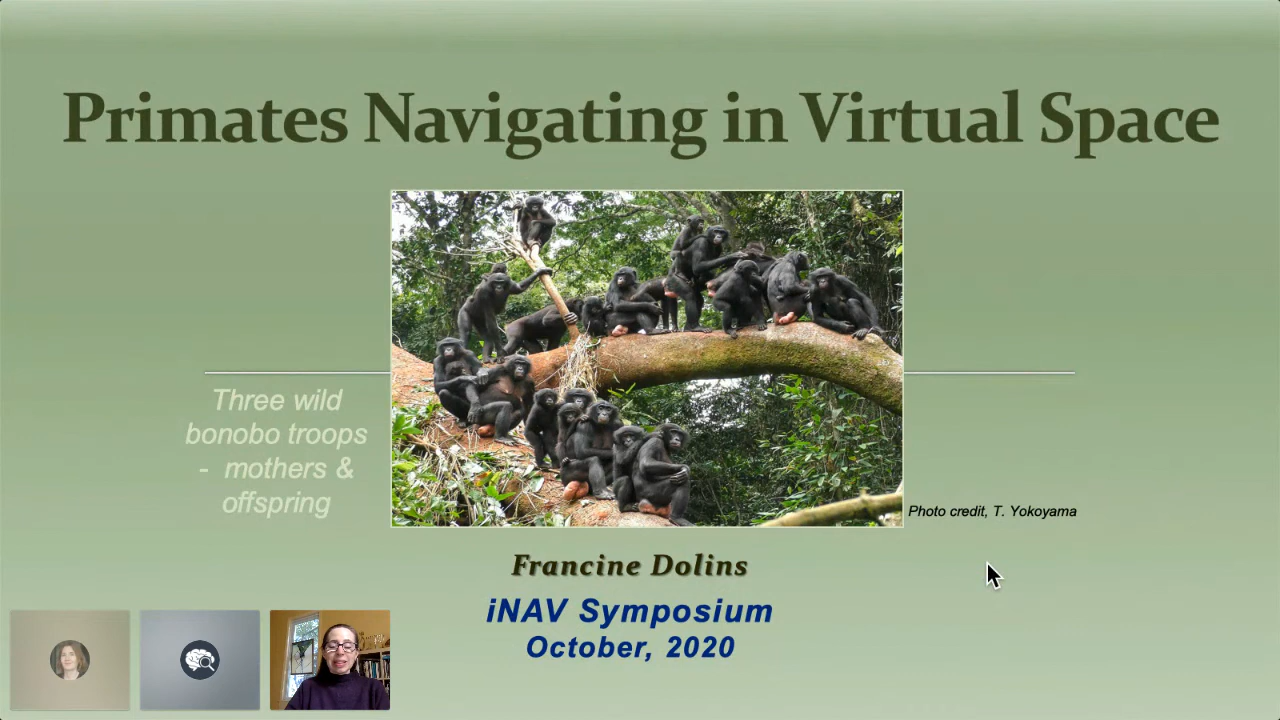 Primates Navigating in Virtual Space
Three wild
bonobo troops
- mothers &
offspring
Photo credit, T. Yokoyama
Francine Dolins
iNAV Symposium
October, 2020